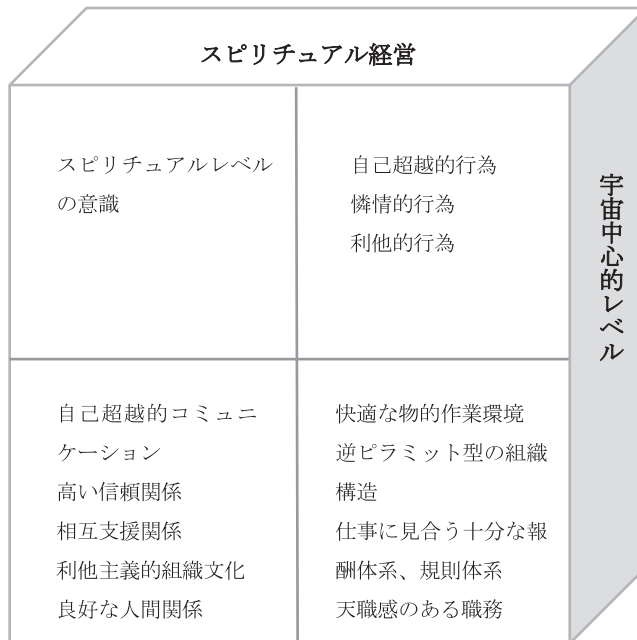 スピリチュアル経営
スピリチュアルレベル
の意識
自己超越的行為
憐情的行為
利他的行為
宇宙中心的レベル
自己超越的コミュニ
ケーション
高い信頼関係
相互支援関係
利他主義的組織文化
良好な人間関係
快適な物的作業環境
逆ピラミット型の組織
構造
仕事に見合う十分な報
酬体系、規則体系
天職感のある職務